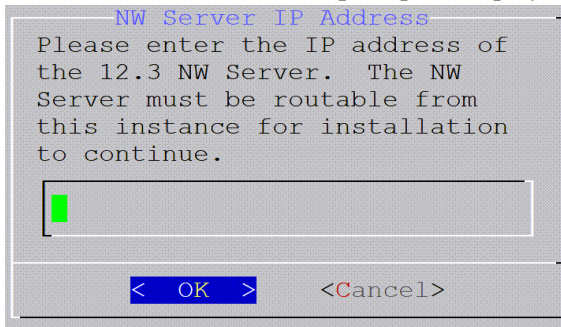 NW Server IP Address
Please enter the IP address of
the 12.3 NW Server.  The NW
Server must be routable from
this instance for installation
to continue.
<  OK  >     <Cancel>